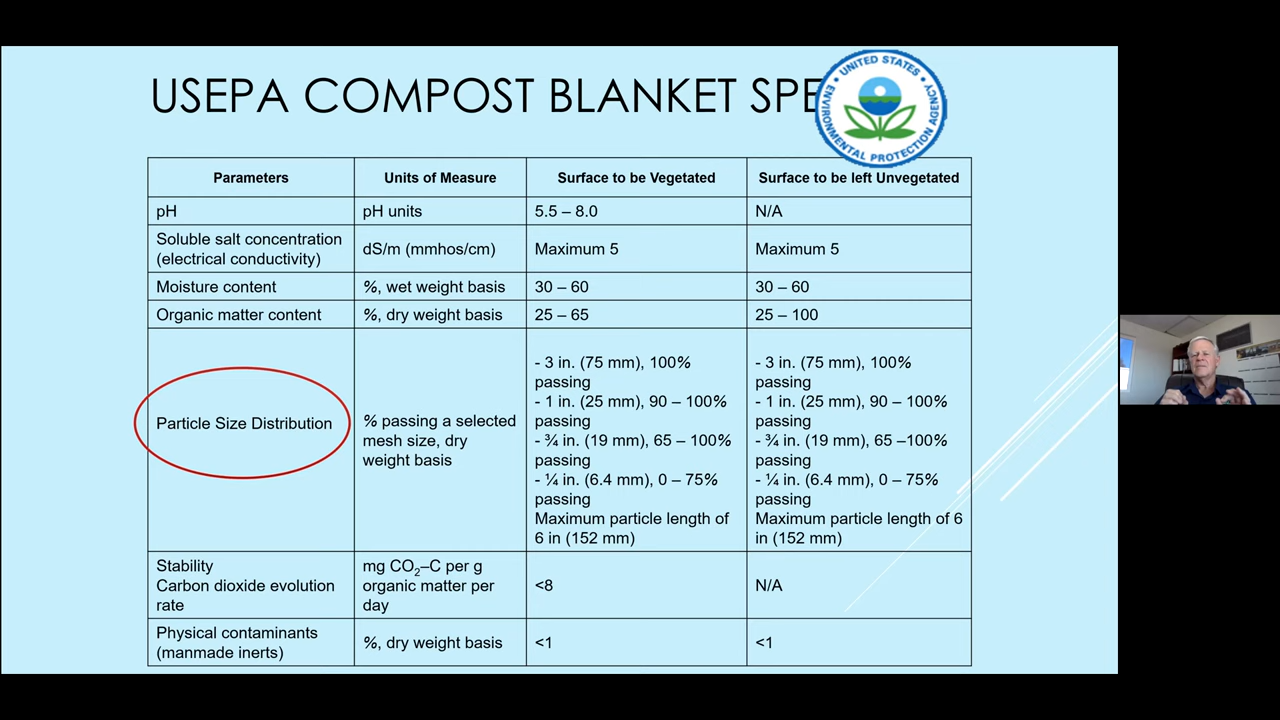 USEPA COMPOST BLANKET SPE
UNITED STATES
ENVIRONMENTAL PROTECTION AGENCY
Parameters
Units of Measure
Surface to be Vegetated
Surface to be left Unvegetated
pH
pH units
5.5 – 8.0
N/A
Soluble salt concentration
(electrical conductivity)
dS/m (mmhos/cm)
Maximum 5
Maximum 5
Moisture content
%, wet weight basis
30 – 60
30 – 60
Organic matter content
%, dry weight basis
25 – 65
25 – 100
Particle Size Distribution
% passing a selected
mesh size, dry
weight basis
- 3 in. (75 mm), 100%
passing
- 1 in. (25 mm), 90 – 100%
passing
- ¾ in. (19 mm), 65 – 100%
passing
- ¼ in. (6.4 mm), 0 – 75%
passing
Maximum particle length of
6 in (152 mm)
- 3 in. (75 mm), 100%
passing
- 1 in. (25 mm), 90 – 100%
passing
- ¾ in. (19 mm), 65 –100%
passing
- ¼ in. (6.4 mm), 0 – 75%
passing
Maximum particle length of 6
in (152 mm)
Stability
Carbon dioxide evolution
rate
mg CO₂–C per g
organic matter per
day
<8
N/A
Physical contaminants
(manmade inerts)
%, dry weight basis
<1
<1